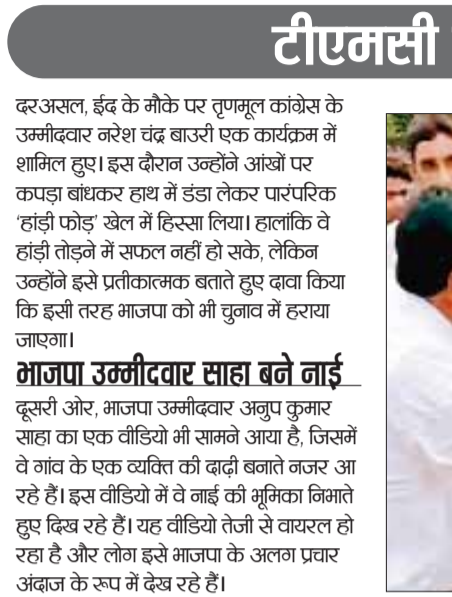 टीएमसी
दरअसल, ईद के मौके पर तृणमूल कांग्रेस के
उम्मीदवार नरेश चंद्र बाउरी एक कार्यक्रम में
शामिल हुए। इस दौरान उन्होंने आंखों पर
कपड़ा बांधकर हाथ में डंडा लेकर पारंपरिक
'हांड़ी फोड़' खेल में हिस्सा लिया। हालांकि वे
हांड़ी तोड़ने में सफल नहीं हो सके, लेकिन
उन्होंने इसे प्रतीकात्मक बताते हुए दावा किया
कि इसी तरह भाजपा को भी चुनाव में हराया
जाएगा।
भाजपा उम्मीदवार साहा बने नाई
दूसरी ओर, भाजपा उम्मीदवार अनुप कुमार
साहा का एक वीडियो भी सामने आया है, जिसमें
वे गांव के एक व्यक्ति की दाढ़ी बनाते नजर आ
रहे हैं। इस वीडियो में वे नाई की भूमिका निभाते
हुए दिख रहे हैं। यह वीडियो तेजी से वायरल हो
रहा है और लोग इसे भाजपा के अलग प्रचार
अंदाज के रूप में देख रहे हैं।